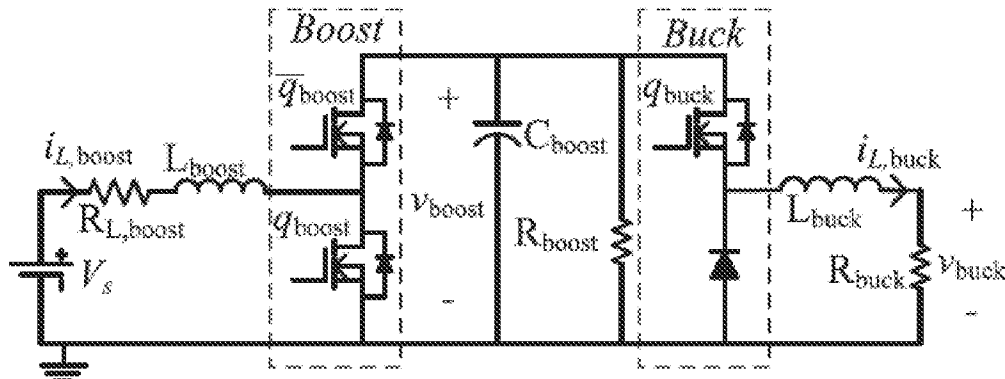 Boost
Buck
q̅boost
qbuck
+
iL,boost
Lboost
Cboost
iL,buck
RL,boost
qboost
vboost
Rboost
Lbuck
+
+
Vs
Rbuck
vbuck
-
-